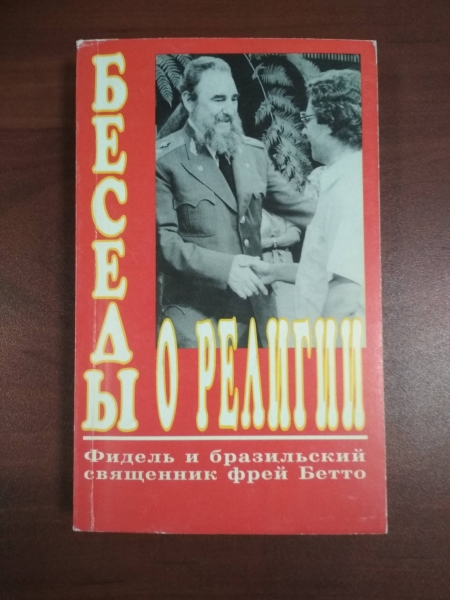 БЕСЕДЫ
О РЕЛИГИИ
Фидель и бразильский
священник фрей Бетто